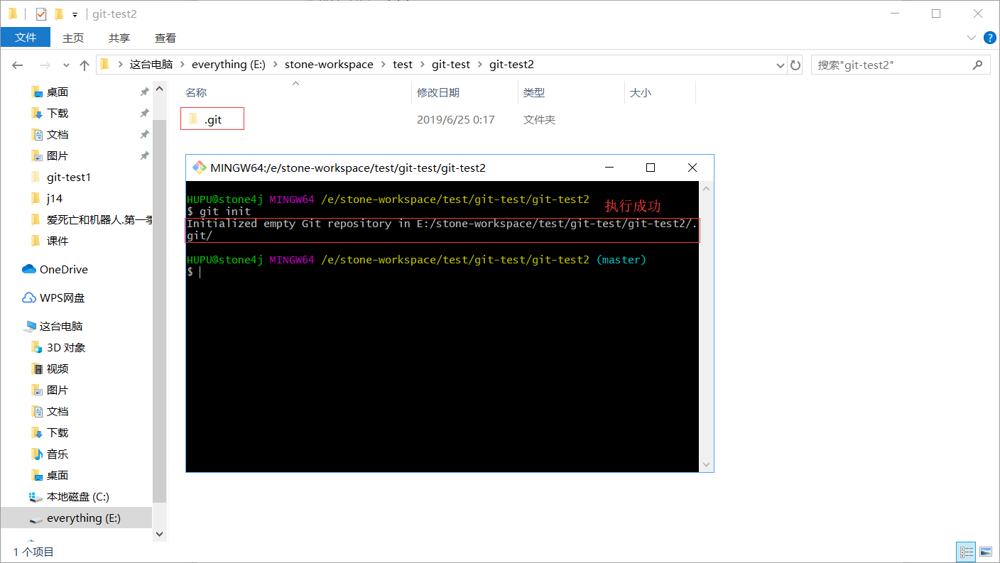 git-test2
文件 主页 共享 查看
这台电脑 everything (E:) stone-workspace test git-test git-test2
搜索"git-test2"
名称 修改日期 类型 大小
.git 2019/6/25 0:17 文件夹
桌面
下载
文档
图片
git-test1
j14
爱死亡和机器人.第一季
课件
OneDrive
WPS网盘
这台电脑
3D 对象
视频
图片
文档
下载
音乐
桌面
本地磁盘 (C:)
everything (E:)
MINGW64:/e/stone-workspace/test/git-test/git-test2
HUPU@stone4j MINGW64 /e/stone-workspace/test/git-test/git-test2
执行成功
$ git init
Initialized empty Git repository in E:/stone-workspace/test/git-test/git-test2/.
git/
HUPU@stone4j MINGW64 /e/stone-workspace/test/git-test/git-test2 (master)
$
1 个项目